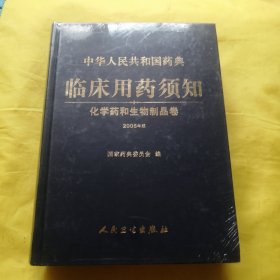 中华人民共和国药典
临床用药须知
化学药和生物制品卷
2005年版
国家药典委员会 编
人民卫生出版社